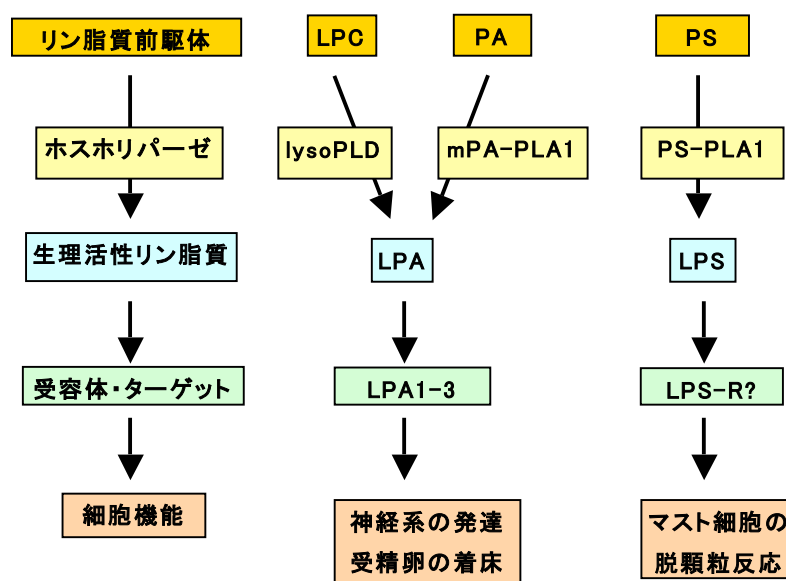 リン脂質前駆体
LPC
PA
PS
ホスホリパーゼ
lysoPLD
mPA-PLA1
PS-PLA1
生理活性リン脂質
LPA
LPS
受容体・ターゲット
LPA1-3
LPS-R?
細胞機能
神経系の発達
受精卵の着床
マスト細胞の
脱顆粒反応